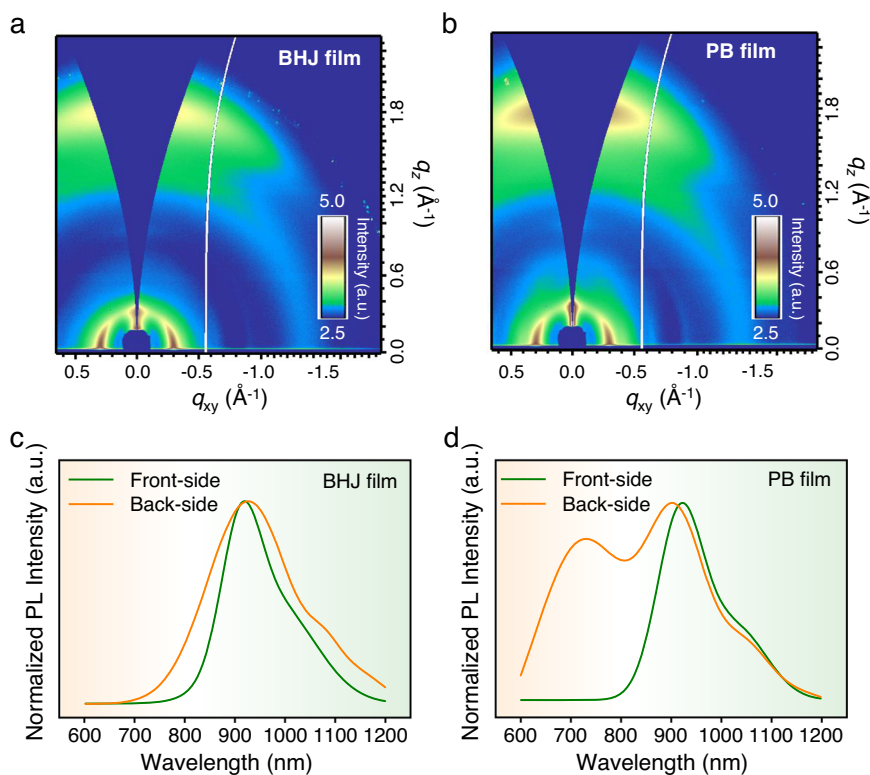 a
BHJ film
5.0
Intensity (a.u.)
2.5
0.0
0.6
1.2
1.8
qz (Å-1)
0.5 0.0 -0.5 -1.0 -1.5
qxy (Å-1)
b
PB film
5.0
Intensity (a.u.)
2.5
0.0
0.6
1.2
1.8
qz (Å-1)
0.5 0.0 -0.5 -1.0 -1.5
qxy (Å-1)
c
Normalized PL Intensity (a.u.)
Front-side
Back-side
BHJ film
600 700 800 900 1000 1100 1200
Wavelength (nm)
d
Normalized PL Intensity (a.u.)
Front-side
Back-side
PB film
600 700 800 900 1000 1100 1200
Wavelength (nm)